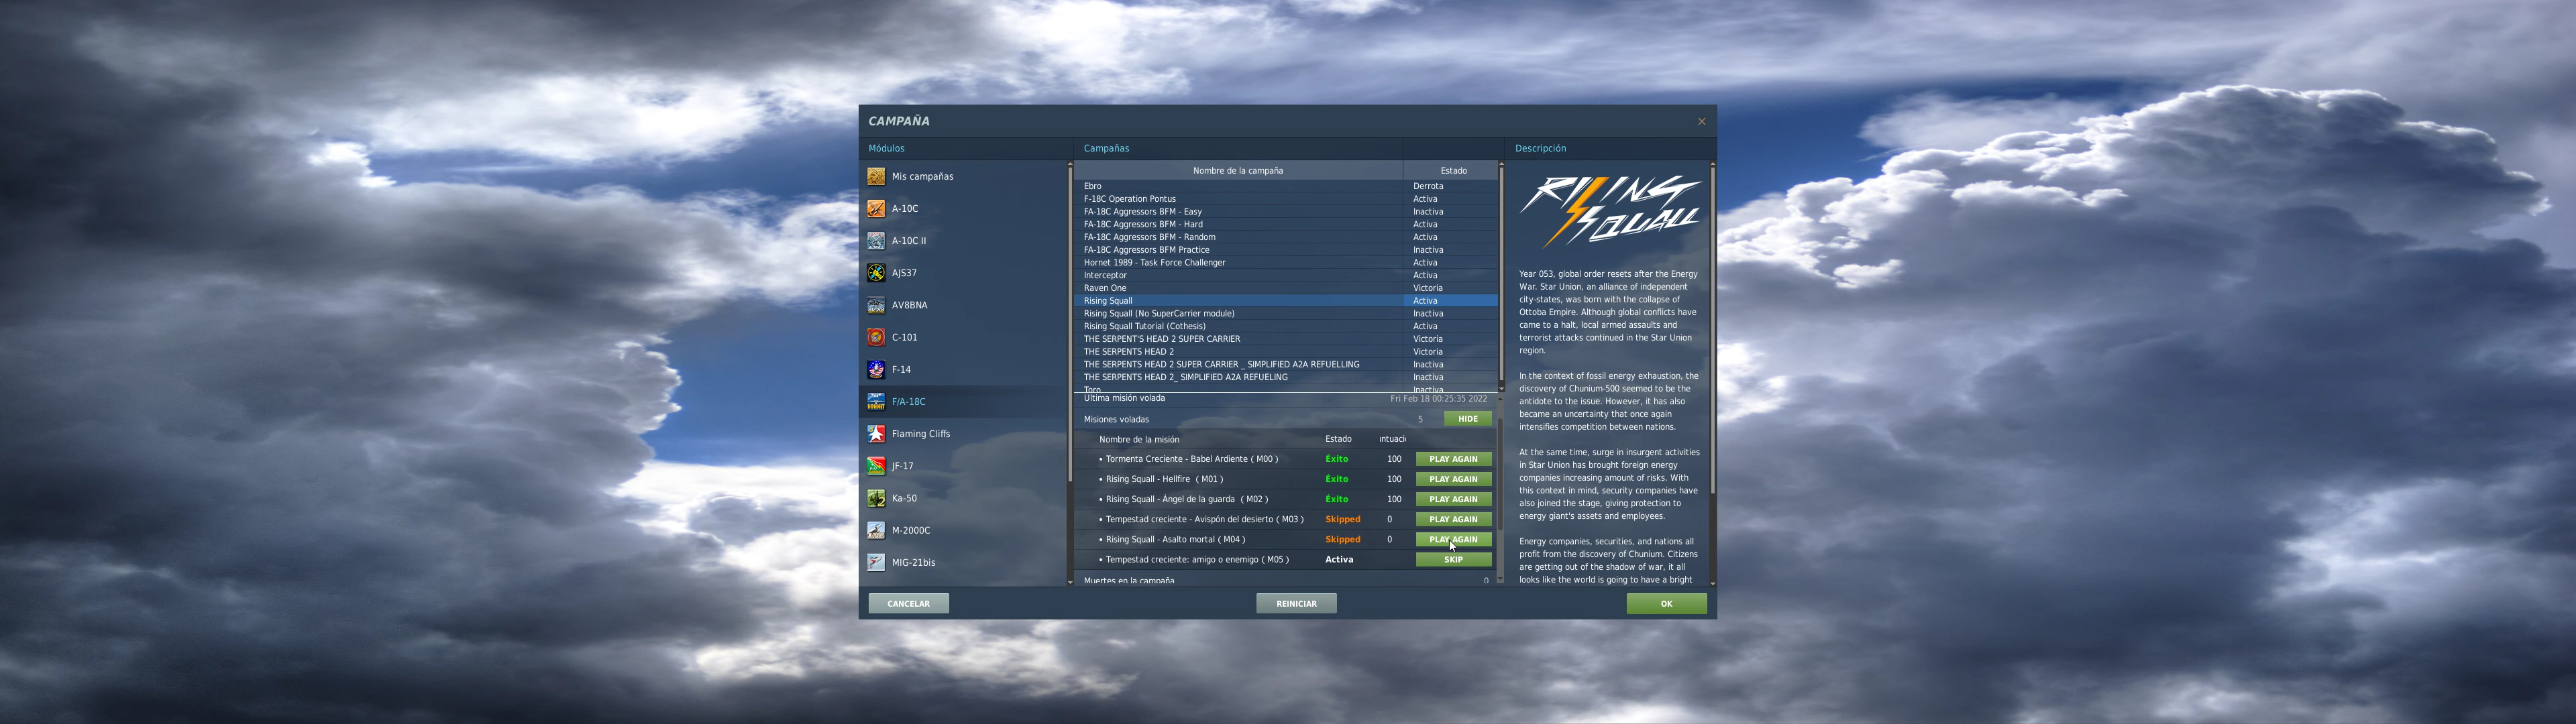 CAMPAÑA
Módulos
Campañas
Descripción
Mis campañas
A-10C
A-10C II
AJS37
AV8BNA
C-101
F-14
F/A-18C
Flaming Cliffs
JF-17
Ka-50
M-2000C
MIG-21bis
Nombre de la campaña Estado
Ebro Derrota
F-18C Operation Pontus Activa
FA-18C Aggressors BFM - Easy Inactiva
FA-18C Aggressors BFM - Hard Activa
FA-18C Aggressors BFM - Random Activa
FA-18C Aggressors BFM Practice Inactiva
Hornet 1989 - Task Force Challenger Activa
Interceptor Activa
Raven One Victoria
Rising Squall Activa
Rising Squall (No SuperCarrier module) Inactiva
Rising Squall Tutorial (Cothesis) Activa
THE SERPENT'S HEAD 2 SUPER CARRIER Victoria
THE SERPENTS HEAD 2 Victoria
THE SERPENTS HEAD 2 SUPER CARRIER _ SIMPLIFIED A2A REFUELLING Inactiva
THE SERPENTS HEAD 2_ SIMPLIFIED A2A REFUELING Inactiva
Toro Inactiva
Última misión volada Fri Feb 18 00:25:35 2022
Misiones voladas 5 HIDE
Nombre de la misión Estado ntuaci
• Tormenta Creciente - Babel Ardiente ( M00 ) Éxito 100 PLAY AGAIN
• Rising Squall - Hellfire ( M01 ) Éxito 100 PLAY AGAIN
• Rising Squall - Ángel de la guarda ( M02 ) Éxito 100 PLAY AGAIN
• Tempestad creciente - Avispón del desierto ( M03 ) Skipped 0 PLAY AGAIN
• Rising Squall - Asalto mortal ( M04 ) Skipped 0 PLAY AGAIN
• Tempestad creciente: amigo o enemigo ( M05 ) Activa SKIP
Muertes en la campaña 0
RISING
SQUALL
Year 053, global order resets after the Energy
War. Star Union, an alliance of independent
city-states, was born with the collapse of
Ottoba Empire. Although global conflicts have
came to a halt, local armed assaults and
terrorist attacks continued in the Star Union
region.
In the context of fossil energy exhaustion, the
discovery of Chunium-500 seemed to be the
antidote to the issue. However, it has also
became an uncertainty that once again
intensifies competition between nations.
At the same time, surge in insurgent activities
in Star Union has brought foreign energy
companies increasing amount of risks. With
this context in mind, security companies have
also joined the stage, giving protection to
energy giant's assets and employees.
Energy companies, securities, and nations all
profit from the discovery of Chunium. Citizens
are getting out of the shadow of war, it all
looks like the world is going to have a bright
CANCELAR
REINICIAR
OK